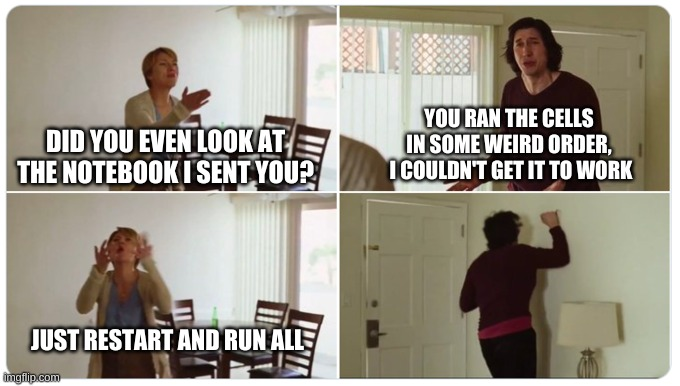 DID YOU EVEN LOOK AT
THE NOTEBOOK I SENT YOU?
YOU RAN THE CELLS
IN SOME WEIRD ORDER,
I COULDN'T GET IT TO WORK
JUST RESTART AND RUN ALL
imgflip.com